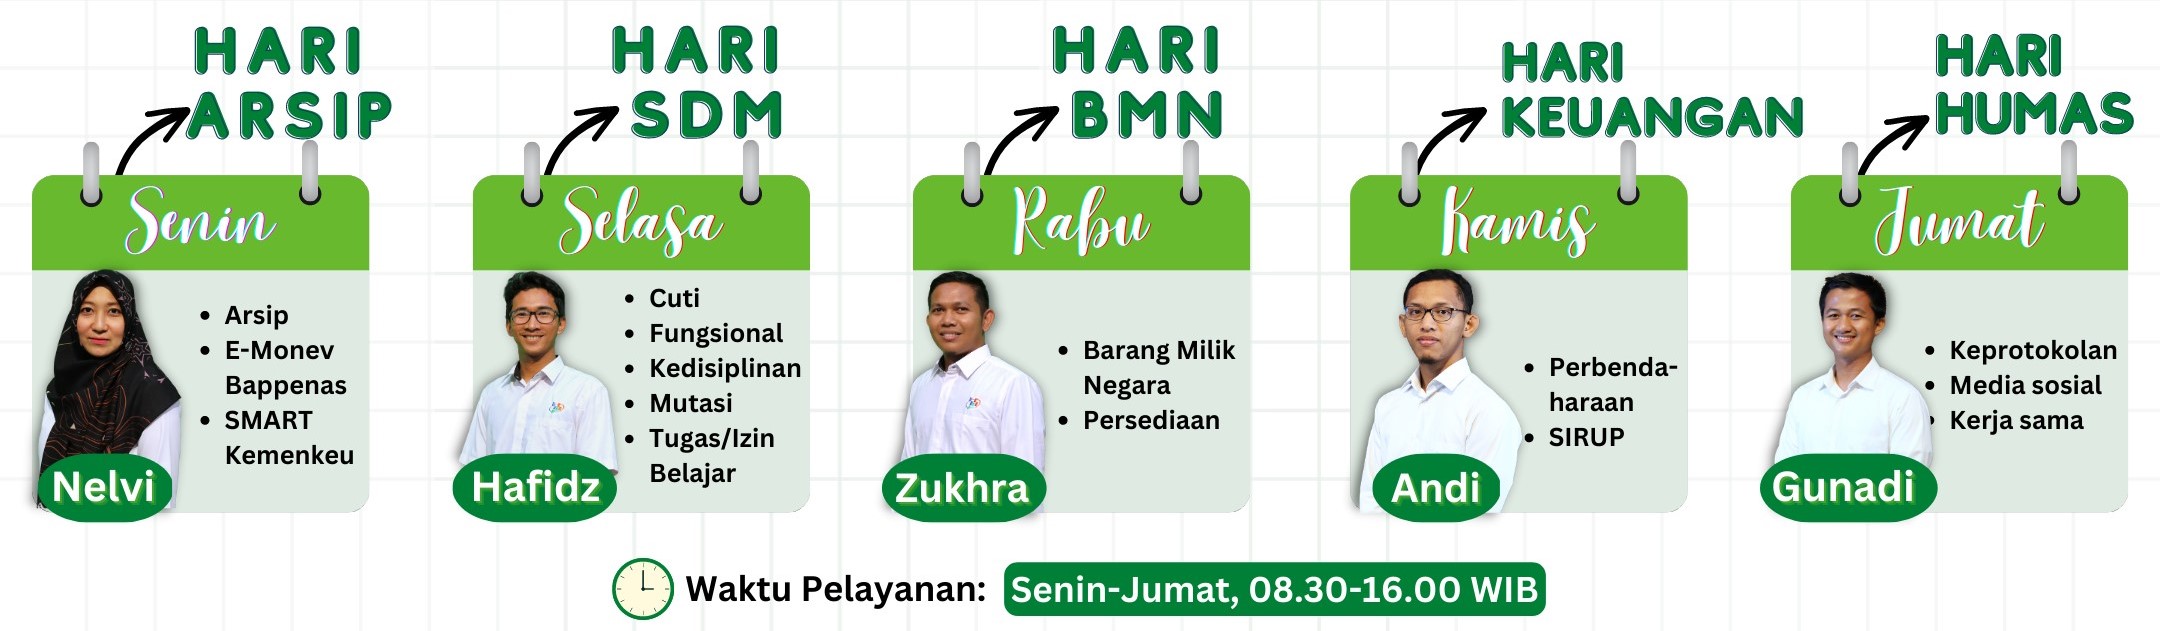 HARI
ARSIP
Senin
Arsip
E-Monev
Bappenas
SMART
Kemenkeu
Nelvi
HARI
SDM
Selasa
Cuti
Fungsional
Kedisiplinan
Mutasi
Tugas/Izin
Belajar
Hafidz
HARI
BMN
Rabu
Barang Milik
Negara
Persediaan
Zukhra
HARI
KEUANGAN
Kamis
Perbenda-
haraan
SIRUP
Andi
HARI
HUMAS
Jumat
Keprotokolan
Media sosial
Kerja sama
Gunadi
Waktu Pelayanan: Senin-Jumat, 08.30-16.00 WIB